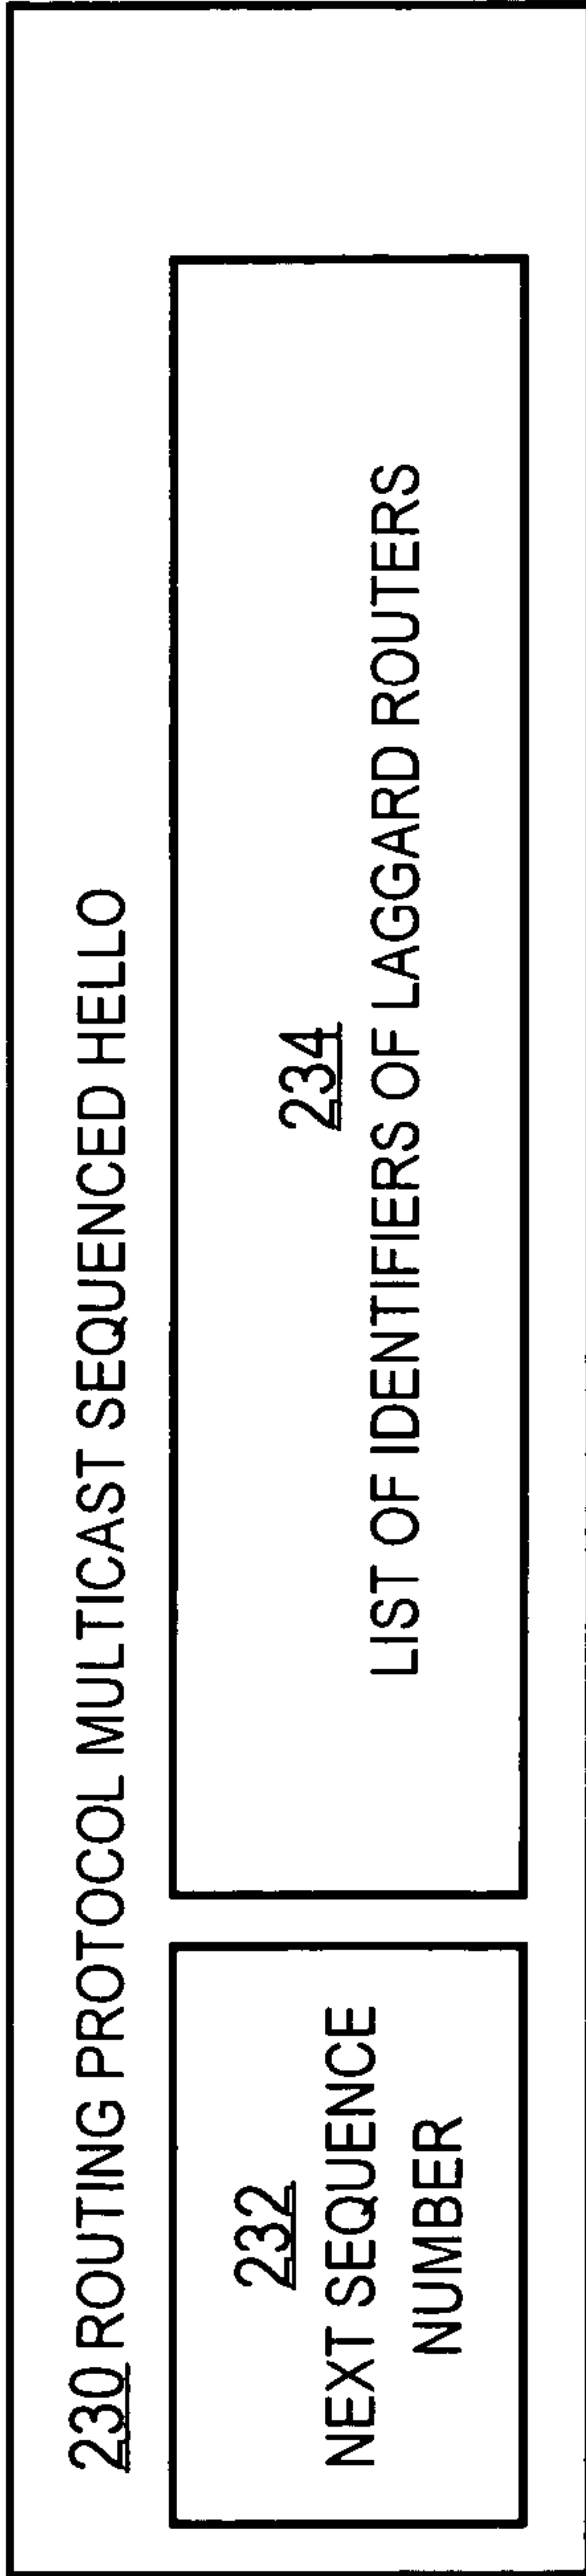 230 ROUTING PROTOCOL MULTICAST SEQUENCED HELLO
232
NEXT SEQUENCE
NUMBER
234
LIST OF IDENTIFIERS OF LAGGARD ROUTERS